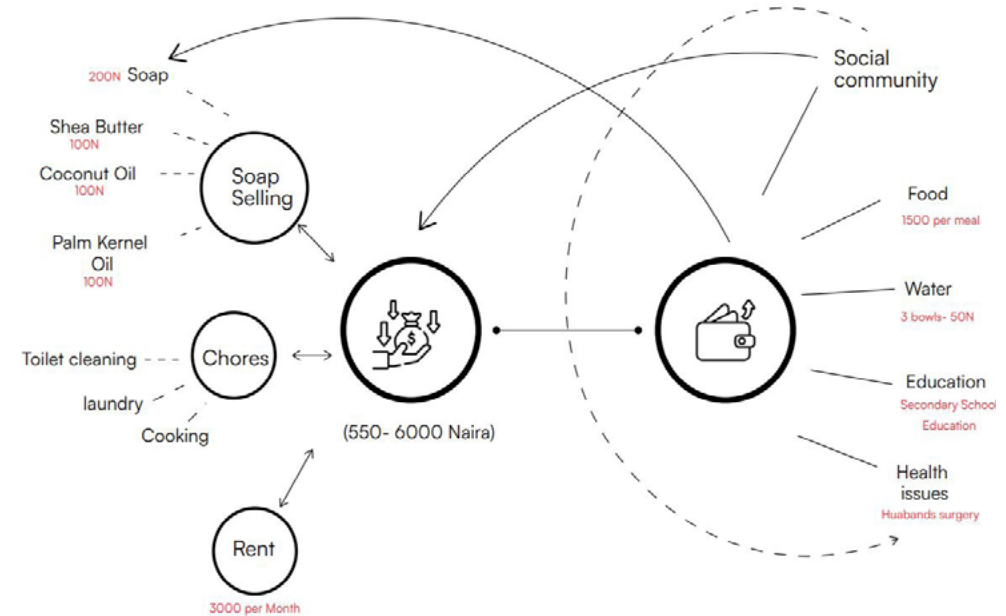 200N Soap
Shea Butter
100N
Coconut Oil
100N
Palm Kernel
Oil
100N
Soap
Selling
Toilet cleaning
laundry
Cooking
Chores
Rent
3000 per Month
$
(550- 6000 Naira)
Social
community
Food
1500 per meal
Water
3 bowls- 50N
Education
Secondary School
Education
Health
issues
Huabands surgery